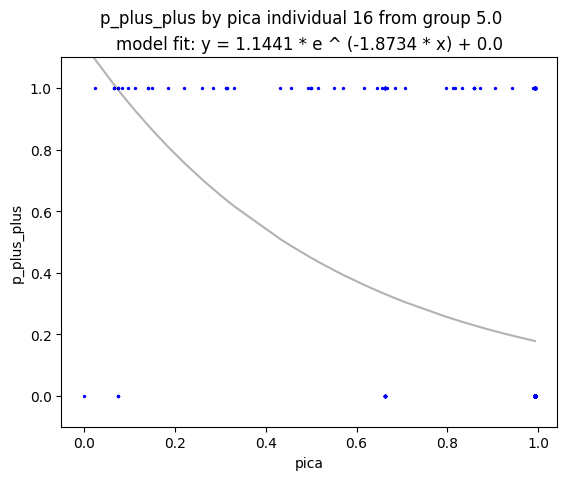 p_plus_plus by pica individual 16 from group 5.0
model fit: y = 1.1441 * e ^ (-1.8734 * x) + 0.0
1.0
0.8
0.6
0.4
0.2
0.0
p_plus_plus
0.0 0.2 0.4 0.6 0.8 1.0
pica